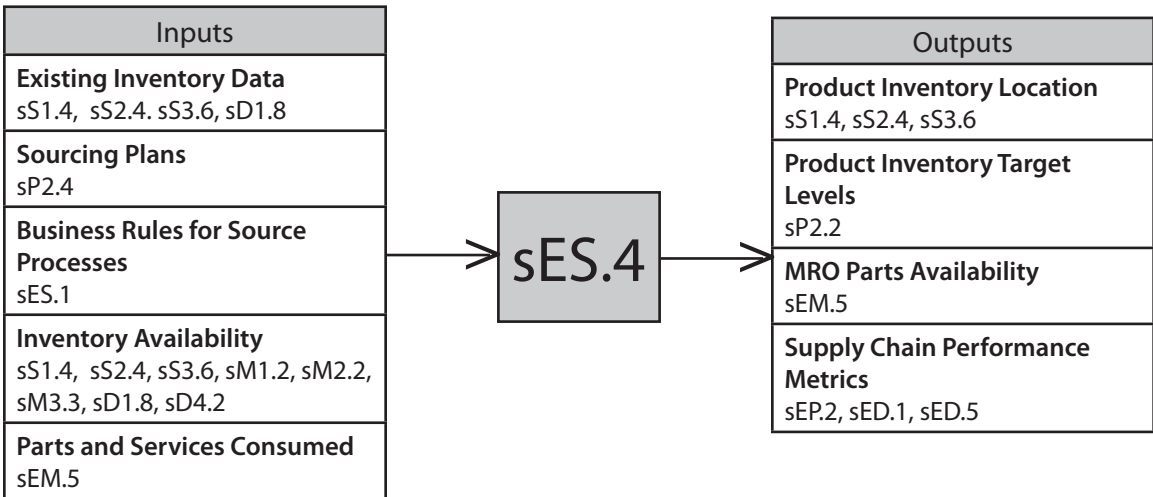 Inputs
Existing Inventory Data
sS1.4, sS2.4. sS3.6, sD1.8
Sourcing Plans
sP2.4
Business Rules for Source
Processes
sES.1
Inventory Availability
sS1.4, sS2.4, sS3.6, sM1.2, sM2.2,
sM3.3, sD1.8, sD4.2
Parts and Services Consumed
sEM.5
sES.4
Outputs
Product Inventory Location
sS1.4, sS2.4, sS3.6
Product Inventory Target
Levels
sP2.2
MRO Parts Availability
sEM.5
Supply Chain Performance
Metrics
sEP.2, sED.1, sED.5